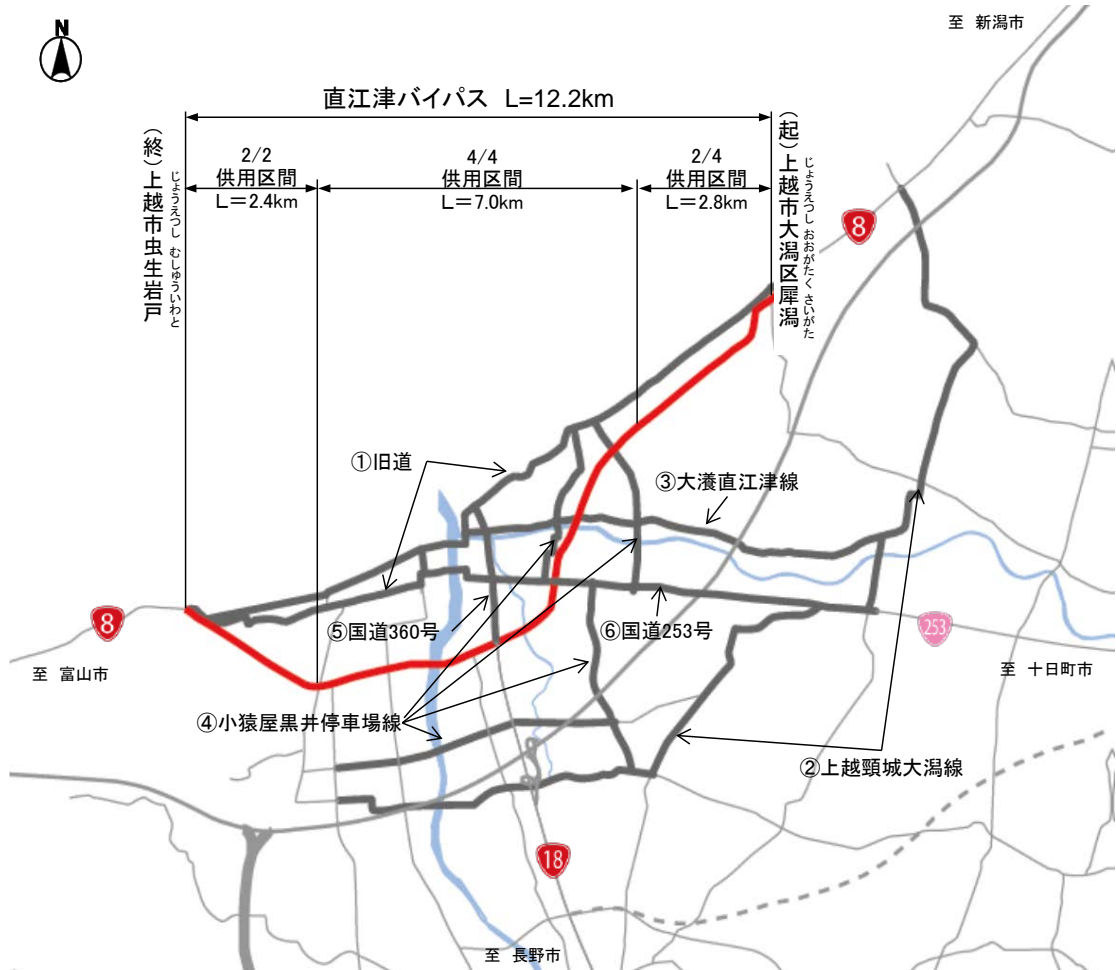 N
至 新潟市
直江津バイパス L=12.2km
2/2
供用区間
L=2.4km
4/4
供用区間
L=7.0km
2/4
供用区間
L=2.8km
(終)上越市虫生岩戸
じょうえつし むしゅういわと
(起)上越市大潟区犀潟
じょうえつし おおがたく さいがた
8
①旧道
③大濠直江津線
8
⑤国道360号
⑥国道253号
253
至 富山市
至 十日町市
④小猿屋黒井停車場線
②上越頸城大潟線
18
至 長野市